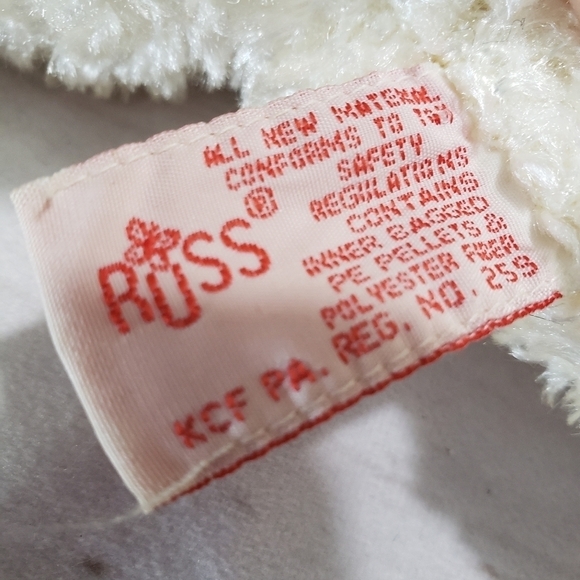 RUSS®
ALL NEW MATERIAL
CONFORMS TO TOY
SAFETY
REGULATIONS
CONTAINS
INNER BAGGED
PE PELLETS &
POLYESTER FIBER
KCF PA. REG. NO. 259